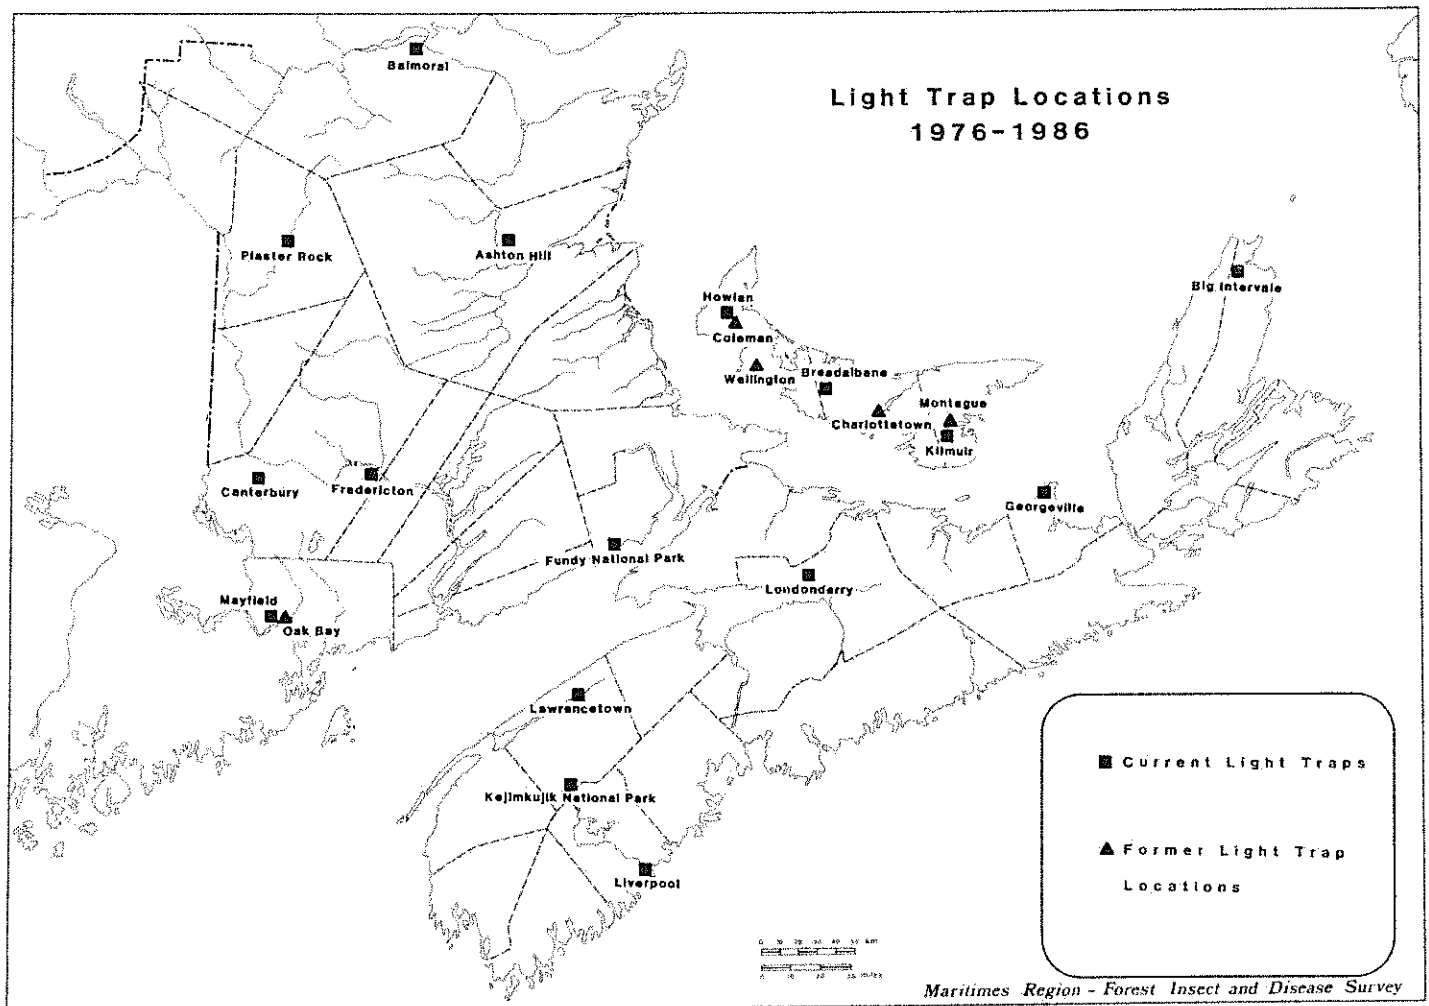 Light Trap Locations
1976-1986
Balmoral
Plaster Rock
Ashton Hill
Big Intervale
Howlan
Coleman
Wellington
Breadalbane
Montague
Charlottetown
Kilmuir
Canterbury
Fredericton
Georgeville
Fundy National Park
Londonderry
Mayfield
Oak Bay
Lawrencetown
Kejimkujik National Park
Liverpool
Current Light Traps
Former Light Trap
Locations
Maritimes Region - Forest Insect and Disease Survey